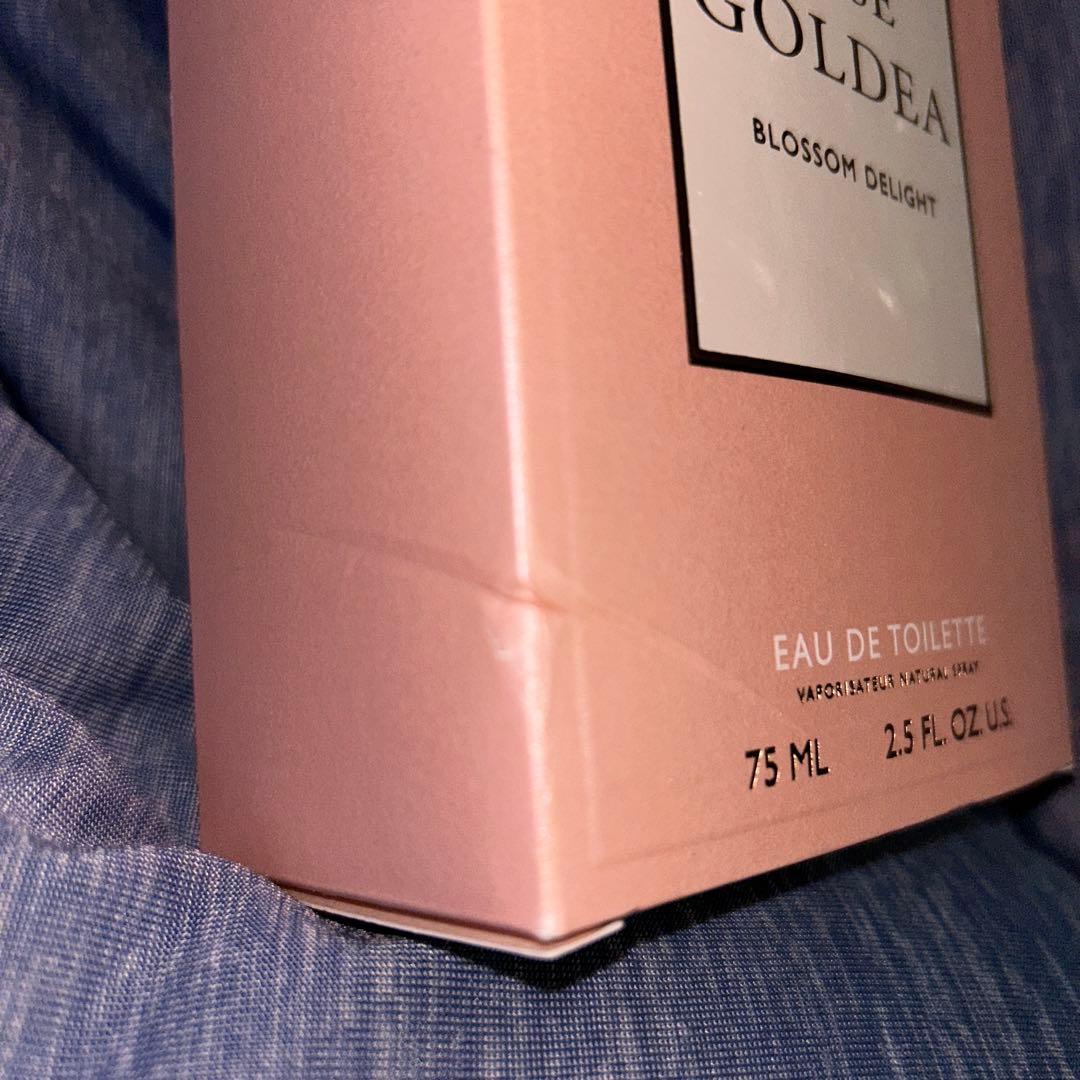 GOLDEA
BLOSSOM DELIGHT
EAU DE TOILETTE
VAPORISATEUR NATURAL SPRAY
75 ML 2.5 FL. OZ. U.S.